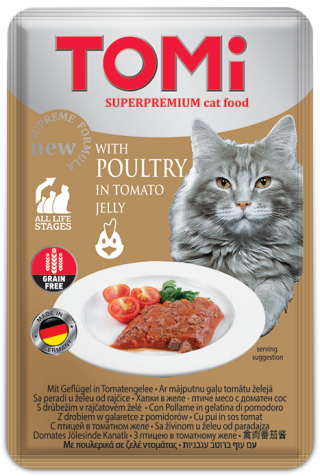 TOMi
SUPERPREMIUM cat food
SUPREME FORMULA
new
WITH
POULTRY
IN TOMATO
JELLY
ALL LIFE
STAGES
GRAIN
FREE
MADE IN
GERMANY
serving
suggestion
Mit Geflügel in Tomatengelee • Ar mājputnu gaļu tomātu želejā
Sa peradi u želeu od rajčice • Хапки в желе - птиче месо с доматен сос
S drůbežím v rajčatovém želé • Con Pollame in gelatina di pomodoro
Z drobiem w galaretce z pomidorów • Cu pui in sos tomat
С птицей в томатном желе • Sa živinom u želeu od paradajza
Domates Jölesinde Kanatlı • З птицею в томатному желе • 禽肉番茄酱
Με πουλερικά σε ζελέ ντομάτας • עם עוף ברוטב עגבניות